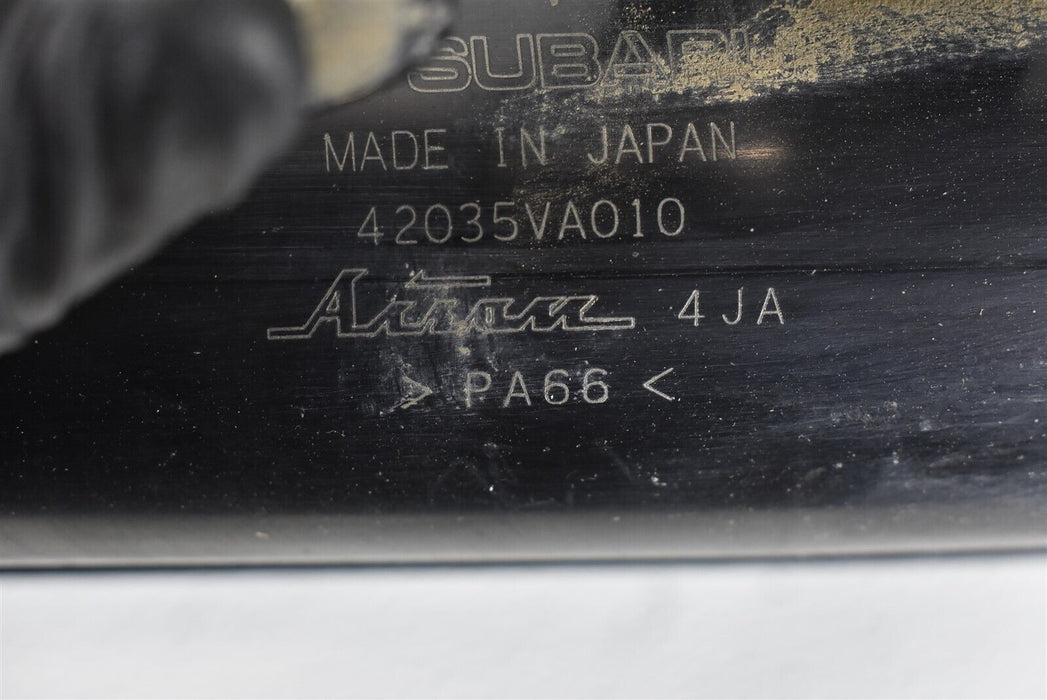 SUBARU
MADE IN JAPAN
42035VA010
4JA
> PA66 <